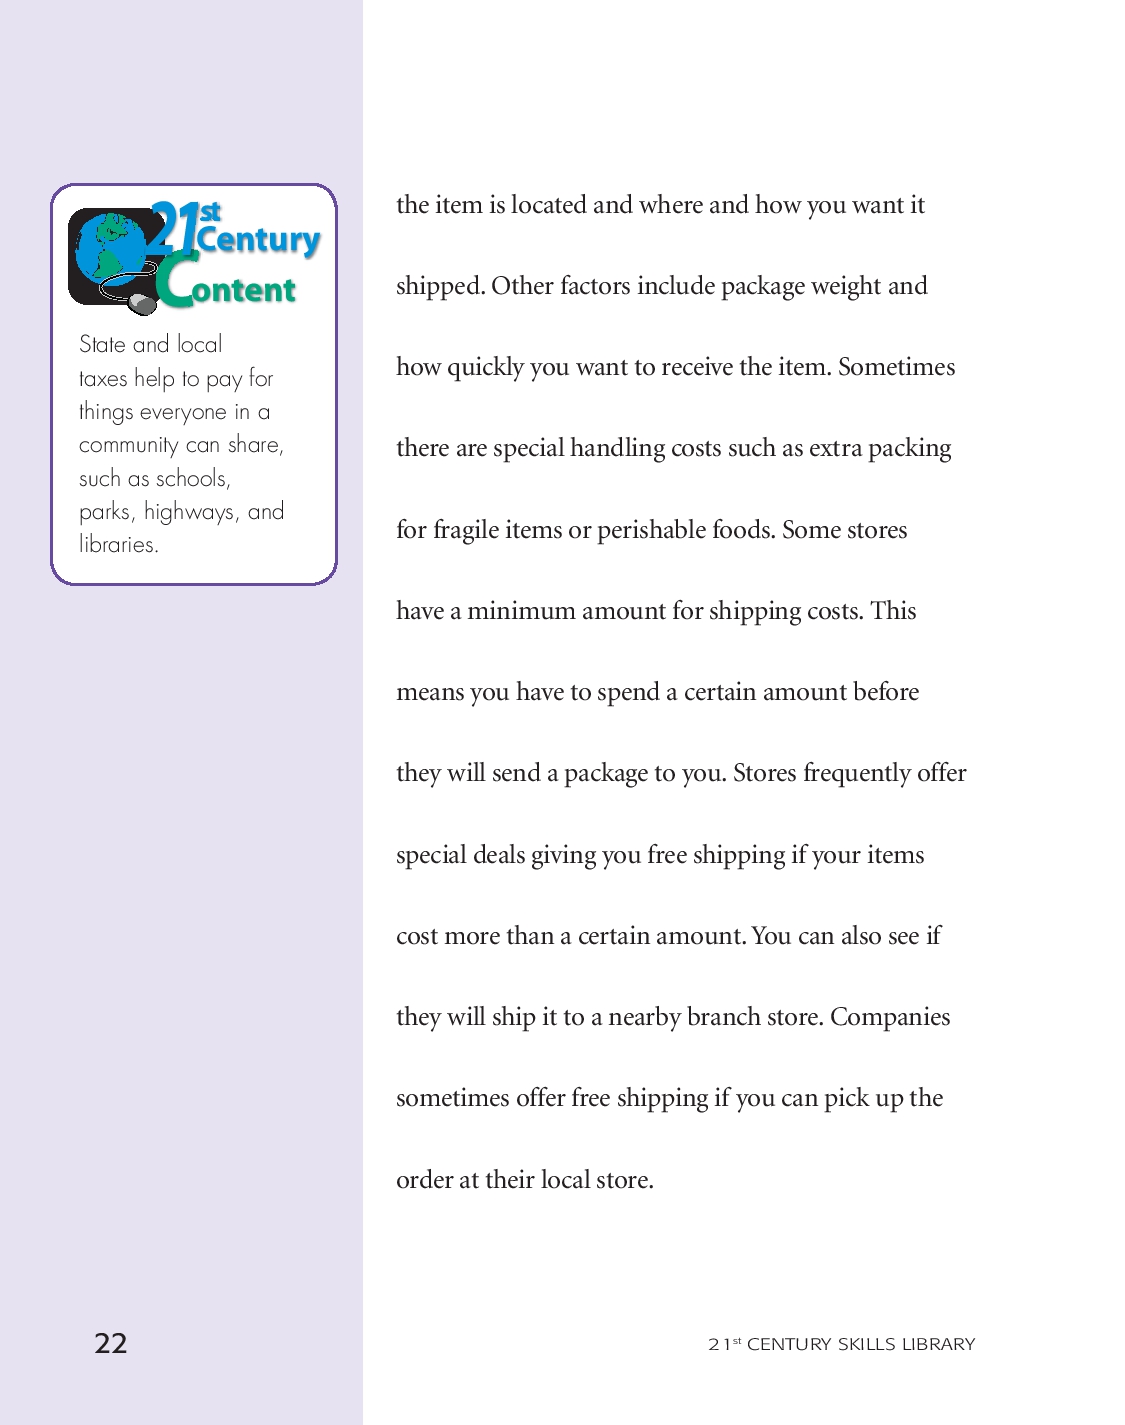 21st
Century
Content
State and local
taxes help to pay for
things everyone in a
community can share,
such as schools,
parks, highways, and
libraries.
the item is located and where and how you want it
shipped. Other factors include package weight and
how quickly you want to receive the item. Sometimes
there are special handling costs such as extra packing
for fragile items or perishable foods. Some stores
have a minimum amount for shipping costs. This
means you have to spend a certain amount before
they will send a package to you. Stores frequently offer
special deals giving you free shipping if your items
cost more than a certain amount. You can also see if
they will ship it to a nearby branch store. Companies
sometimes offer free shipping if you can pick up the
order at their local store.
22
21st CENTURY SKILLS LIBRARY